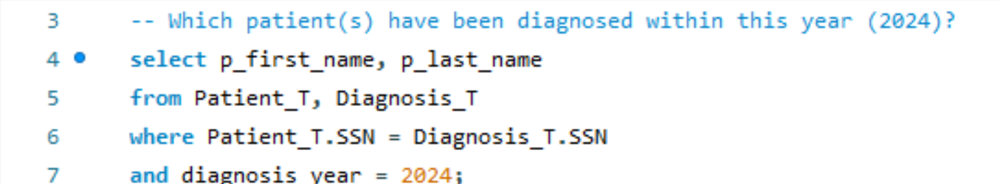 3 -- Which patient(s) have been diagnosed within this year (2024)?
4 select p_first_name, p_last_name
5 from Patient_T, Diagnosis_T
6 where Patient_T.SSN = Diagnosis_T.SSN
7 and diagnosis_year = 2024;